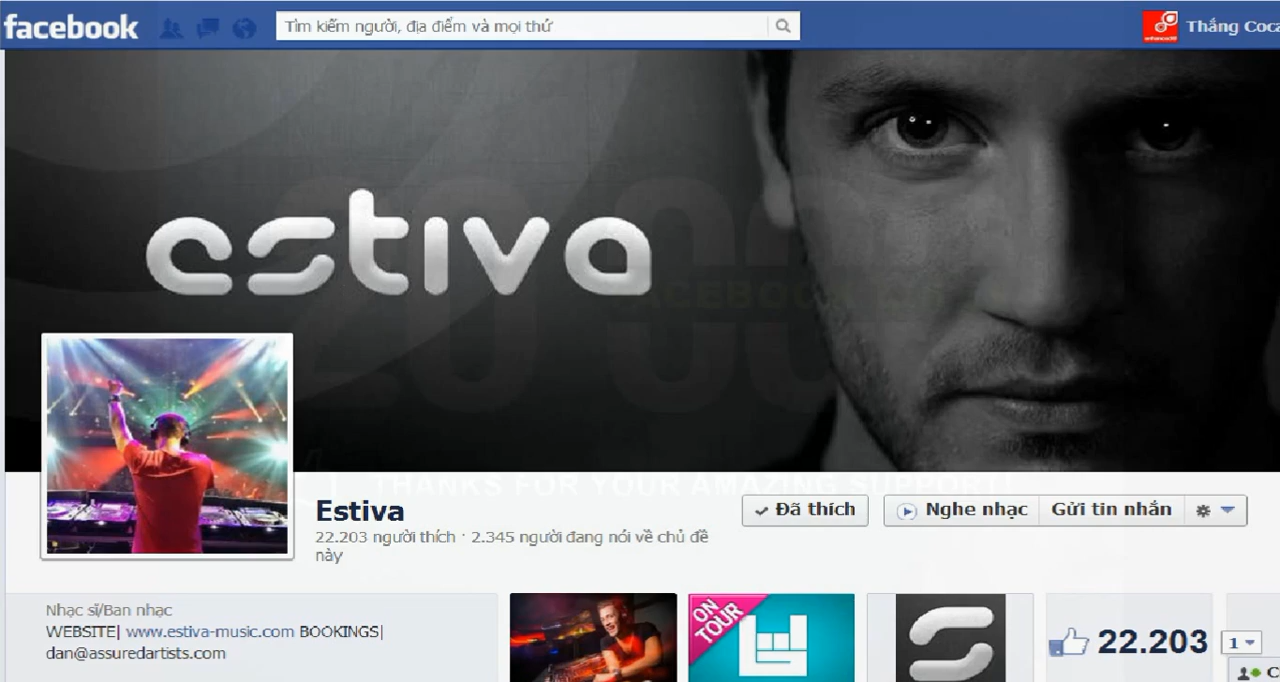 facebook
Tìm kiếm người, địa điểm và mọi thứ
Thắng Coca
estiva
THANKS FOR YOUR AMAZING SUPPORT!
Estiva
22.203 người thích · 2.345 người đang nói về chủ đề
này
Đã thích
Nghe nhạc
Gửi tin nhắn
Nhạc sĩ/Ban nhạc
WEBSITE| www.estiva-music.com BOOKINGS|
dan@assuredartists.com
ON
TOUR
22.203
1